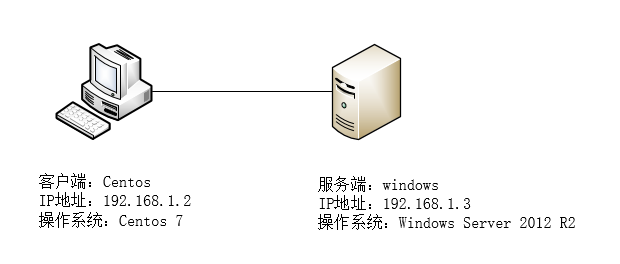 客户端：Centos
IP地址：192.168.1.2
操作系统：Centos 7
服务端：windows
IP地址：192.168.1.3
操作系统：Windows Server 2012 R2